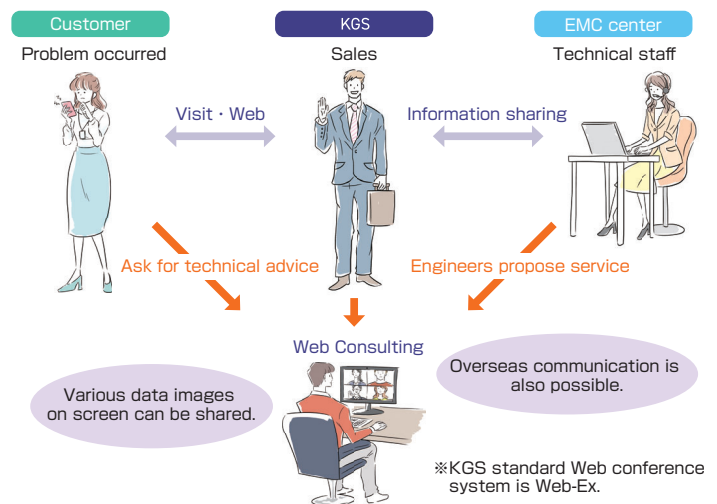 Customer
KGS
EMC center
Problem occurred
Sales
Technical staff
Visit・Web
Information sharing
Ask for technical advice
Engineers propose service
Web Consulting
Various data images
on screen can be shared.
Overseas communication is
also possible.
※KGS standard Web conference
system is Web-Ex.